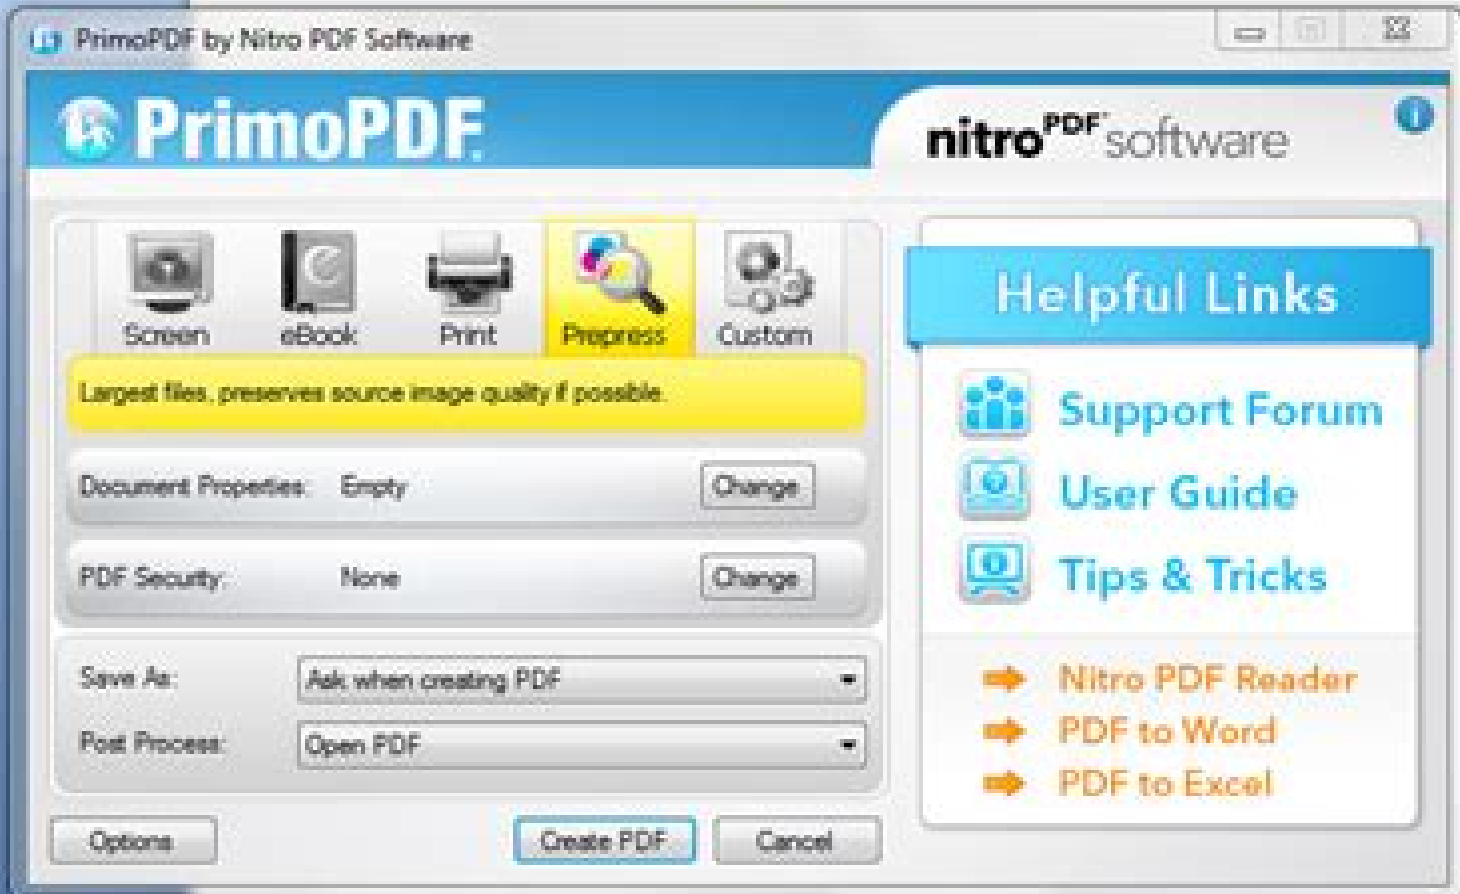 PrimoPDF by Nitro PDF Software
PrimoPDF
nitro PDF software
Screen
eBook
Print
Prepress
Custom
Largest files, preserves source image quality if possible.
Document Properties: Empty Change
PDF Security: None Change
Save As: Ask when creating PDF
Post Process: Open PDF
Options
Create PDF
Cancel
Helpful Links
Support Forum
User Guide
Tips & Tricks
Nitro PDF Reader
PDF to Word
PDF to Excel